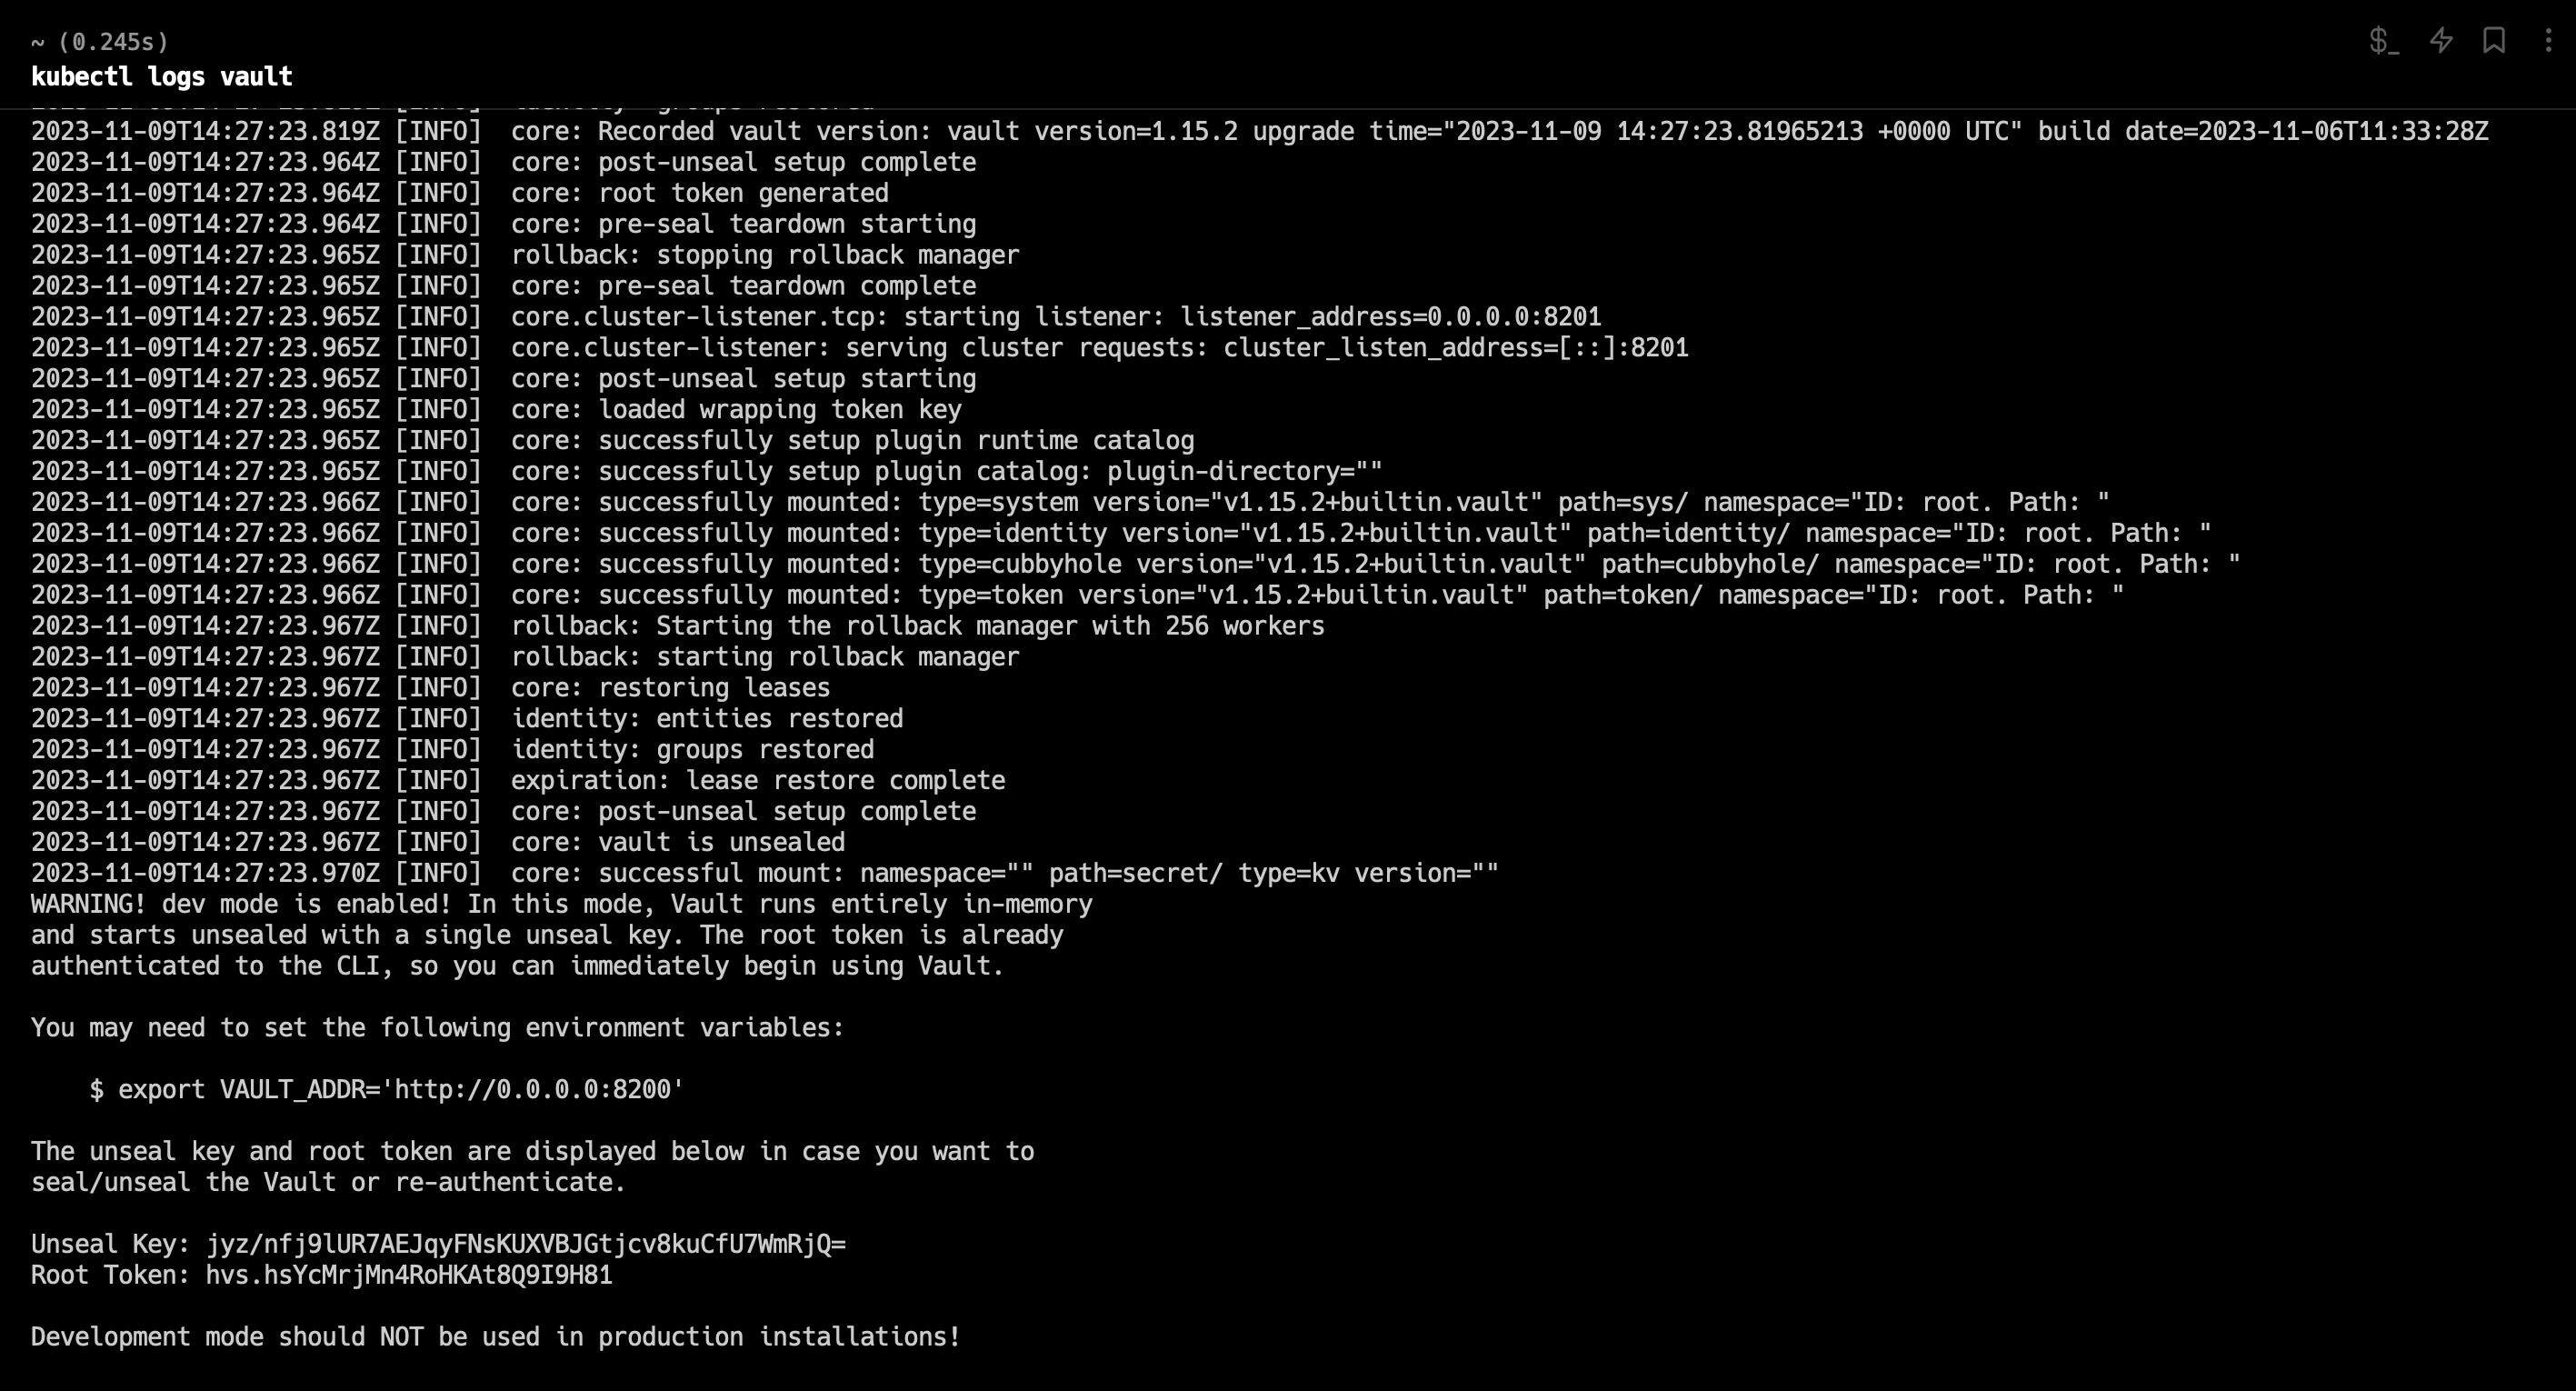 ~ (0.245s)
kubectl logs vault
2023-11-09T14:27:23.819Z [INFO]  identity: groups restored
2023-11-09T14:27:23.819Z [INFO]  core: Recorded vault version: vault version=1.15.2 upgrade time="2023-11-09 14:27:23.81965213 +0000 UTC" build date=2023-11-06T11:33:28Z
2023-11-09T14:27:23.964Z [INFO]  core: post-unseal setup complete
2023-11-09T14:27:23.964Z [INFO]  core: root token generated
2023-11-09T14:27:23.964Z [INFO]  core: pre-seal teardown starting
2023-11-09T14:27:23.965Z [INFO]  rollback: stopping rollback manager
2023-11-09T14:27:23.965Z [INFO]  core: pre-seal teardown complete
2023-11-09T14:27:23.965Z [INFO]  core.cluster-listener.tcp: starting listener: listener_address=0.0.0.0:8201
2023-11-09T14:27:23.965Z [INFO]  core.cluster-listener: serving cluster requests: cluster_listen_address=[::]:8201
2023-11-09T14:27:23.965Z [INFO]  core: post-unseal setup starting
2023-11-09T14:27:23.965Z [INFO]  core: loaded wrapping token key
2023-11-09T14:27:23.965Z [INFO]  core: successfully setup plugin runtime catalog
2023-11-09T14:27:23.965Z [INFO]  core: successfully setup plugin catalog: plugin-directory=""
2023-11-09T14:27:23.966Z [INFO]  core: successfully mounted: type=system version="v1.15.2+builtin.vault" path=sys/ namespace="ID: root. Path: "
2023-11-09T14:27:23.966Z [INFO]  core: successfully mounted: type=identity version="v1.15.2+builtin.vault" path=identity/ namespace="ID: root. Path: "
2023-11-09T14:27:23.966Z [INFO]  core: successfully mounted: type=cubbyhole version="v1.15.2+builtin.vault" path=cubbyhole/ namespace="ID: root. Path: "
2023-11-09T14:27:23.966Z [INFO]  core: successfully mounted: type=token version="v1.15.2+builtin.vault" path=token/ namespace="ID: root. Path: "
2023-11-09T14:27:23.967Z [INFO]  rollback: Starting the rollback manager with 256 workers
2023-11-09T14:27:23.967Z [INFO]  rollback: starting rollback manager
2023-11-09T14:27:23.967Z [INFO]  core: restoring leases
2023-11-09T14:27:23.967Z [INFO]  identity: entities restored
2023-11-09T14:27:23.967Z [INFO]  identity: groups restored
2023-11-09T14:27:23.967Z [INFO]  expiration: lease restore complete
2023-11-09T14:27:23.967Z [INFO]  core: post-unseal setup complete
2023-11-09T14:27:23.967Z [INFO]  core: vault is unsealed
2023-11-09T14:27:23.970Z [INFO]  core: successful mount: namespace="" path=secret/ type=kv version=""
WARNING! dev mode is enabled! In this mode, Vault runs entirely in-memory
and starts unsealed with a single unseal key. The root token is already
authenticated to the CLI, so you can immediately begin using Vault.
You may need to set the following environment variables:
    $ export VAULT_ADDR='http://0.0.0.0:8200'
The unseal key and root token are displayed below in case you want to
seal/unseal the Vault or re-authenticate.
Unseal Key: jyz/nfj9lUR7AEJqyFNsKUXVBJGtjcv8kuCfU7WmRjQ=
Root Token: hvs.hsYcMrjMn4RoHKAt8Q9I9H81
Development mode should NOT be used in production installations!